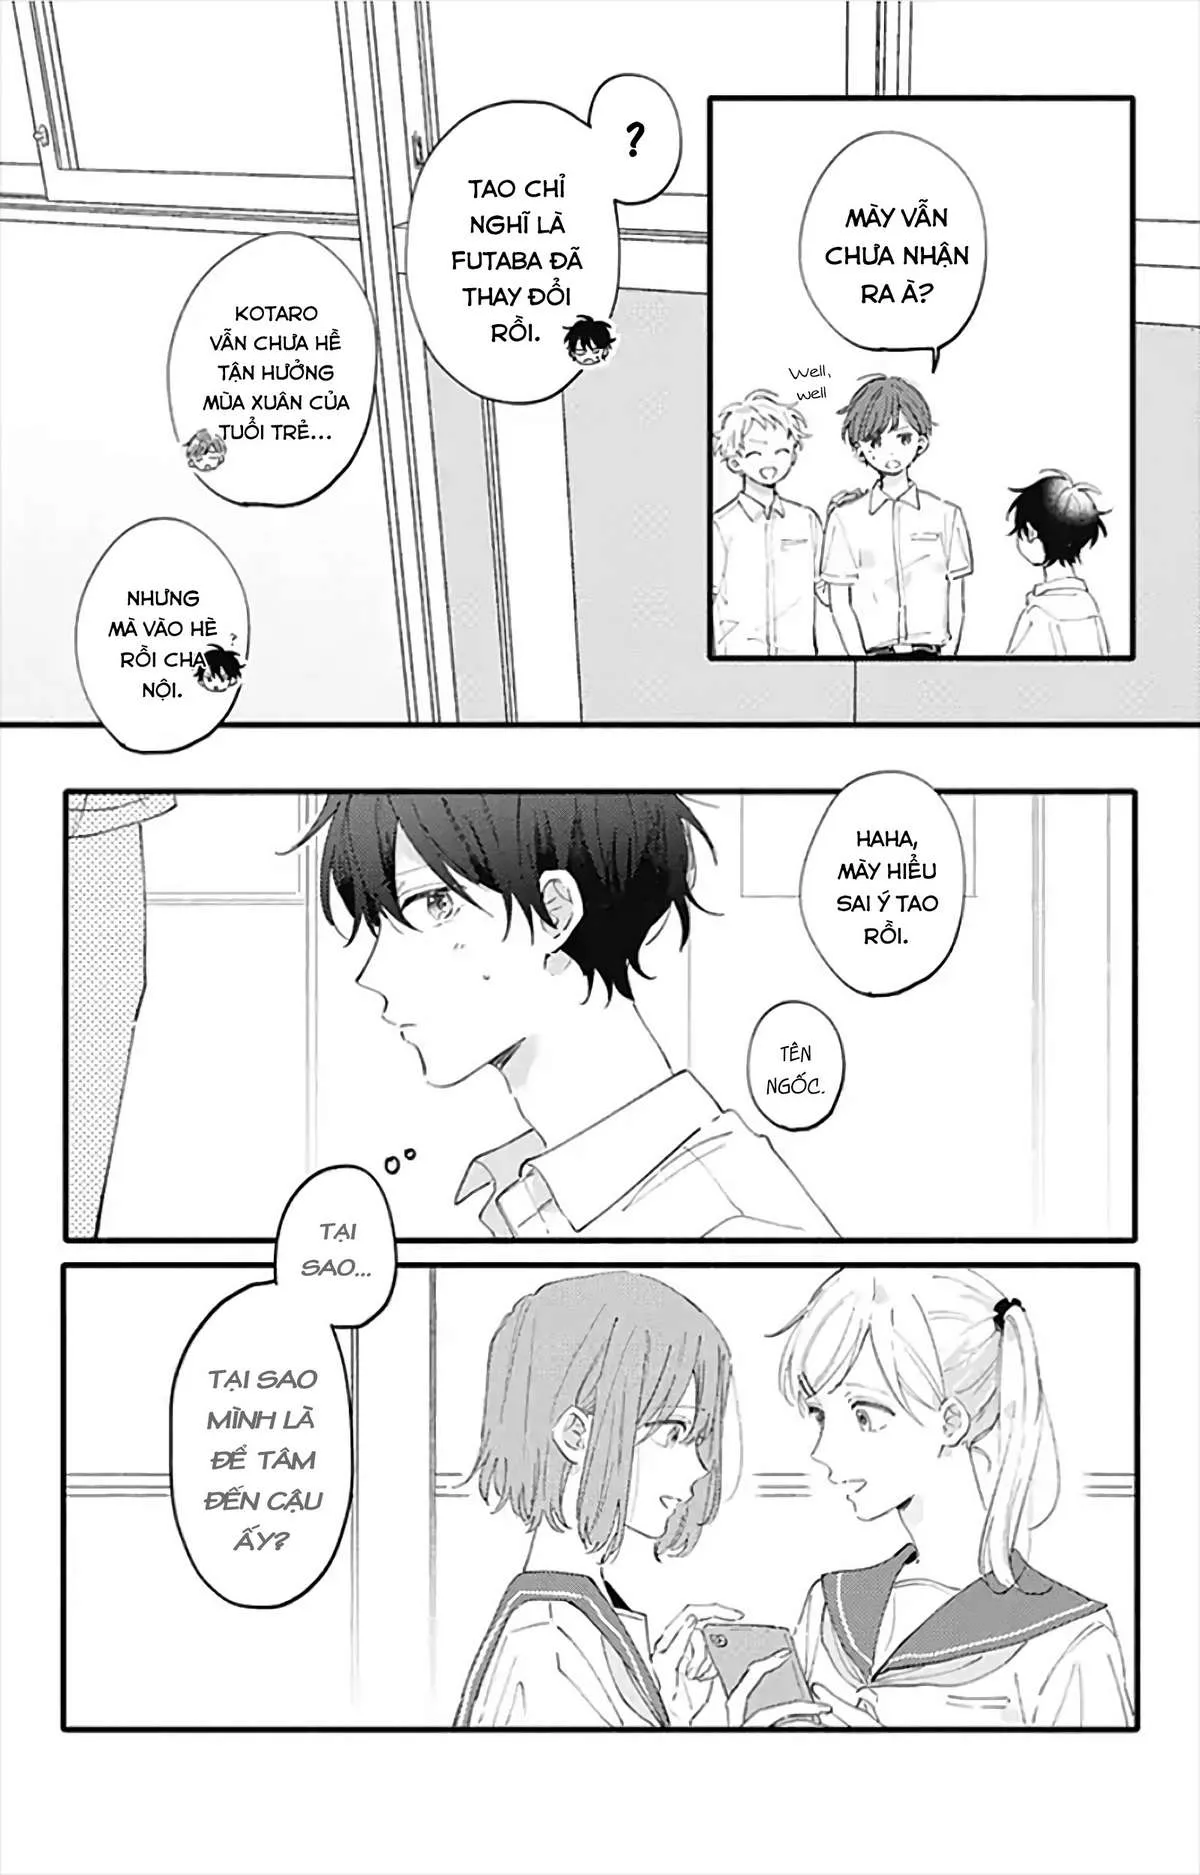 MÀY VẪN
CHƯA NHẬN
RA À?
Well,
well
?
TAO CHỈ
NGHĨ LÀ
FUTABA ĐÃ
THAY ĐỔI
RỒI.
KOTARO
VẪN CHƯA HỀ
TẬN HƯỞNG
MÙA XUÂN CỦA
TUỔI TRẺ...
NHƯNG
MÀ VÀO HÈ
RỒI CHA
NỘI.
?
HAHA,
MÀY HIỂU
SAI Ý TAO
RỒI.
TÊN
NGỐC.
TẠI
SAO...
TẠI SAO
MÌNH LÀ
ĐỂ TÂM
ĐẾN CẬU
ẤY?